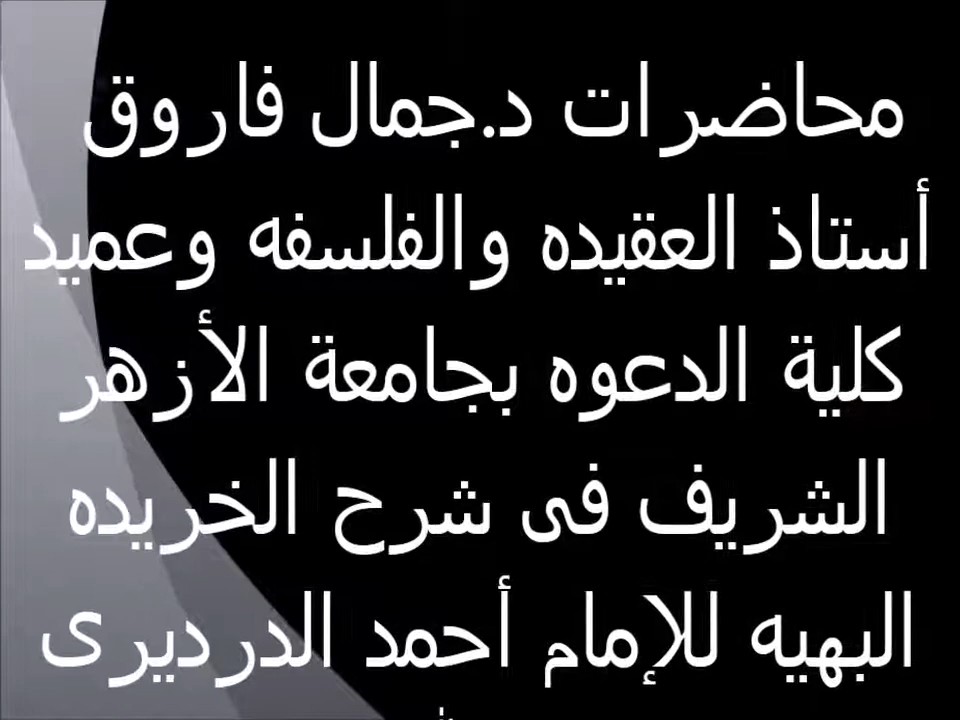 محاضرات د.جمال فاروق
أستاذ العقيده والفلسفه وعميد
كلية الدعوه بجامعة الأزهر
الشريف فى شرح الخريده
البهيه للإمام أحمد الدرديرى